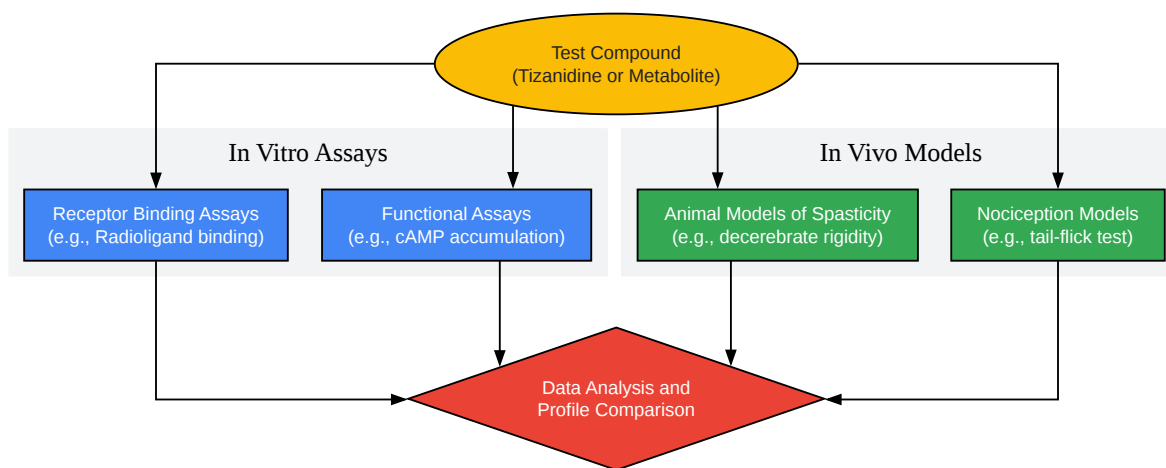 Test Compound
(Tizanidine or Metabolite)
In Vitro Assays
In Vivo Models
Receptor Binding Assays
(e.g., Radioligand binding)
Functional Assays
(e.g., cAMP accumulation)
Animal Models of Spasticity
(e.g., decerebrate rigidity)
Nociception Models
(e.g., tail-flick test)
Data Analysis and
Profile Comparison